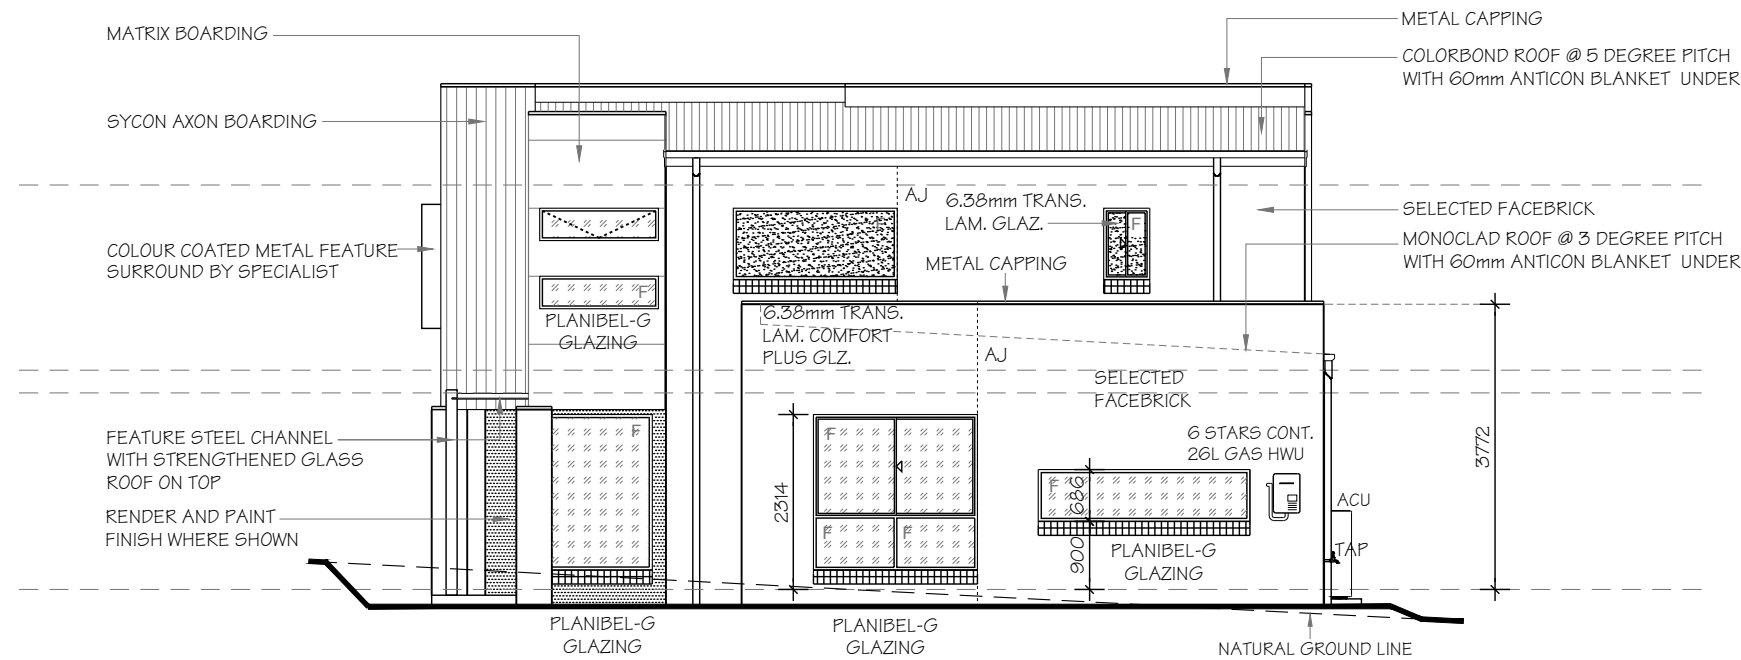 METAL CAPPING
MATRIX BOARDING
COLORBOND ROOF @ 5 DEGREE PITCH
WITH 60mm ANTICON BLANKET UNDER
SYCON AXON BOARDING
AJ
6.38mm TRANS.
LAM. GLAZ.
F
F
SELECTED FACEBRICK
COLOUR COATED METAL FEATURE
SURROUND BY SPECIALIST
METAL CAPPING
MONOCLAD ROOF @ 3 DEGREE PITCH
WITH 60mm ANTICON BLANKET UNDER
F
PLANIBEL-G
GLAZING
6.38mm TRANS.
LAM. COMFORT
PLUS GLZ.
AJ
SELECTED
FACEBRICK
FEATURE STEEL CHANNEL
WITH STRENGTHENED GLASS
ROOF ON TOP
F
F
6 STARS CONT.
26L GAS HWU
3772
2314
F
686
ACU
RENDER AND PAINT
FINISH WHERE SHOWN
F
F
900
PLANIBEL-G
GLAZING
TAP
PLANIBEL-G
GLAZING
PLANIBEL-G
GLAZING
NATURAL GROUND LINE